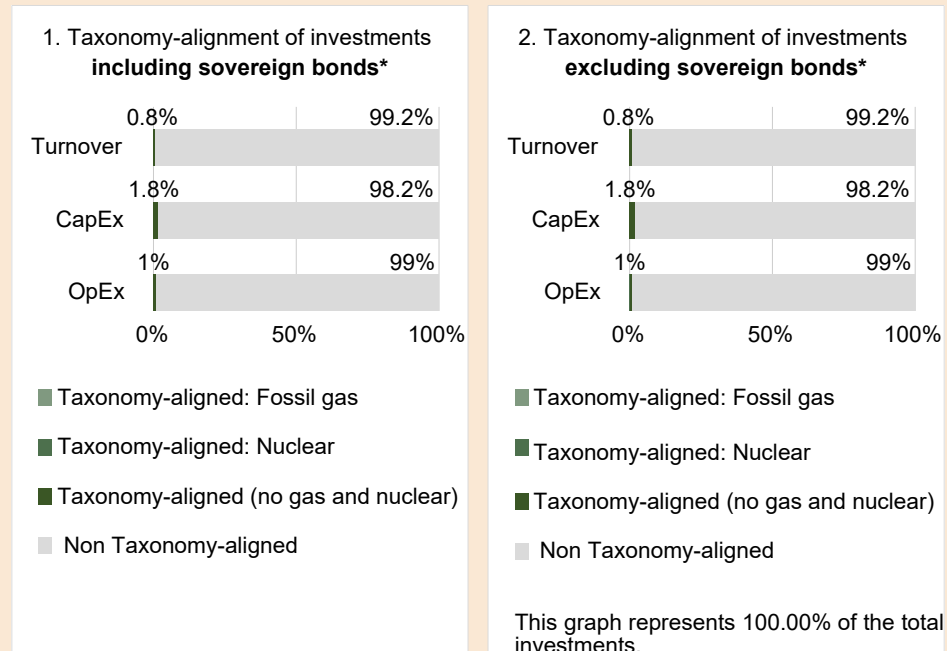 1. Taxonomy-alignment of investments
including sovereign bonds*
0.8% 99.2%
Turnover
1.8% 98.2%
CapEx
1% 99%
OpEx
0% 50% 100%
Taxonomy-aligned: Fossil gas
Taxonomy-aligned: Nuclear
Taxonomy-aligned (no gas and nuclear)
Non Taxonomy-aligned
2. Taxonomy-alignment of investments
excluding sovereign bonds*
0.8% 99.2%
Turnover
1.8% 98.2%
CapEx
1% 99%
OpEx
0% 50% 100%
Taxonomy-aligned: Fossil gas
Taxonomy-aligned: Nuclear
Taxonomy-aligned (no gas and nuclear)
Non Taxonomy-aligned
This graph represents 100.00% of the total
investments.